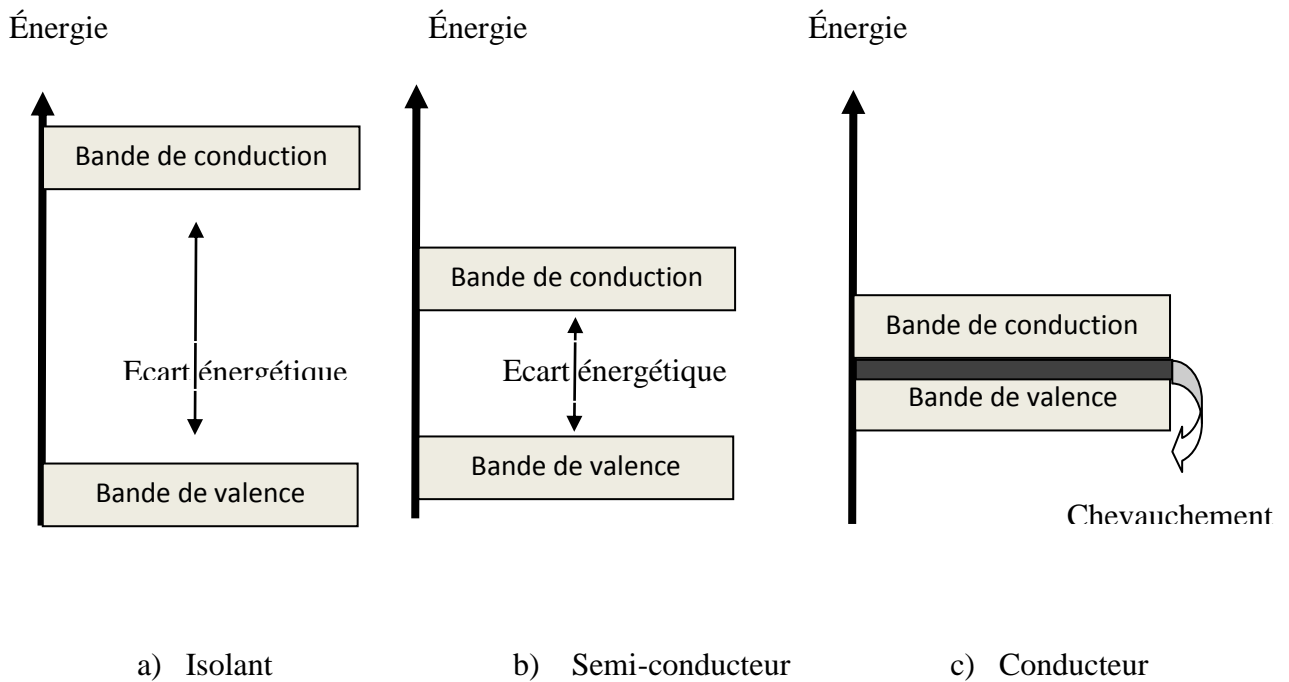 Énergie
Énergie
Énergie
Bande de conduction
Ecart énergétique
Bande de valence
Bande de conduction
Ecart énergétique
Bande de valence
Bande de conduction
Bande de valence
Chevauchement
a) Isolant
b) Semi-conducteur
c) Conducteur